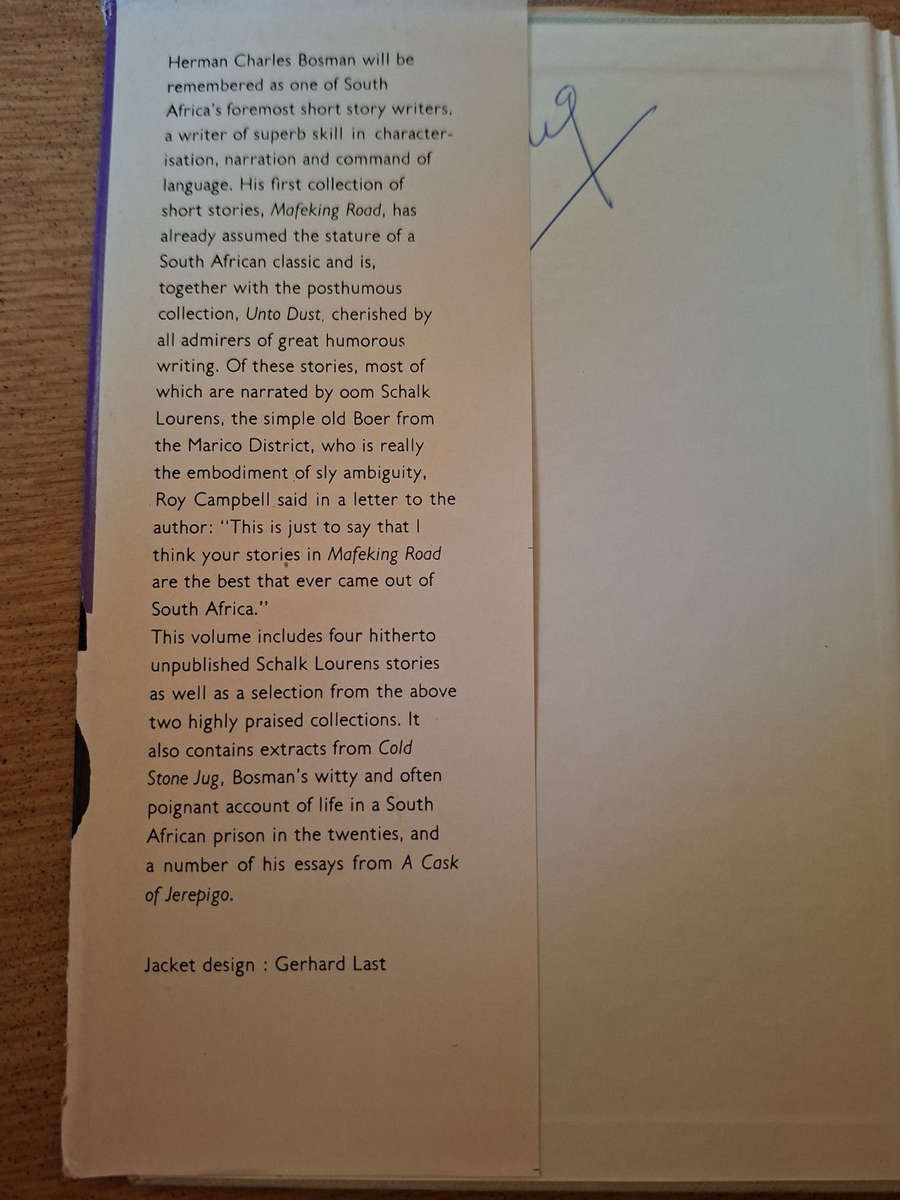 Herman Charles Bosman will be
remembered as one of South
Africa's foremost short story writers,
a writer of superb skill in character-
isation, narration and command of
language. His first collection of
short stories, Mafeking Road, has
already assumed the stature of a
South African classic and is,
together with the posthumous
collection, Unto Dust, cherished by
all admirers of great humorous
writing. Of these stories, most of
which are narrated by oom Schalk
Lourens, the simple old Boer from
the Marico District, who is really
the embodiment of sly ambiguity,
Roy Campbell said in a letter to the
author: “This is just to say that I
think your stories in Mafeking Road
are the best that ever came out of
South Africa.”
This volume includes four hitherto
unpublished Schalk Lourens stories
as well as a selection from the above
two highly praised collections. It
also contains extracts from Cold
Stone Jug, Bosman's witty and often
poignant account of life in a South
African prison in the twenties, and
a number of his essays from A Cask
of Jerepigo.
Jacket design : Gerhard Last